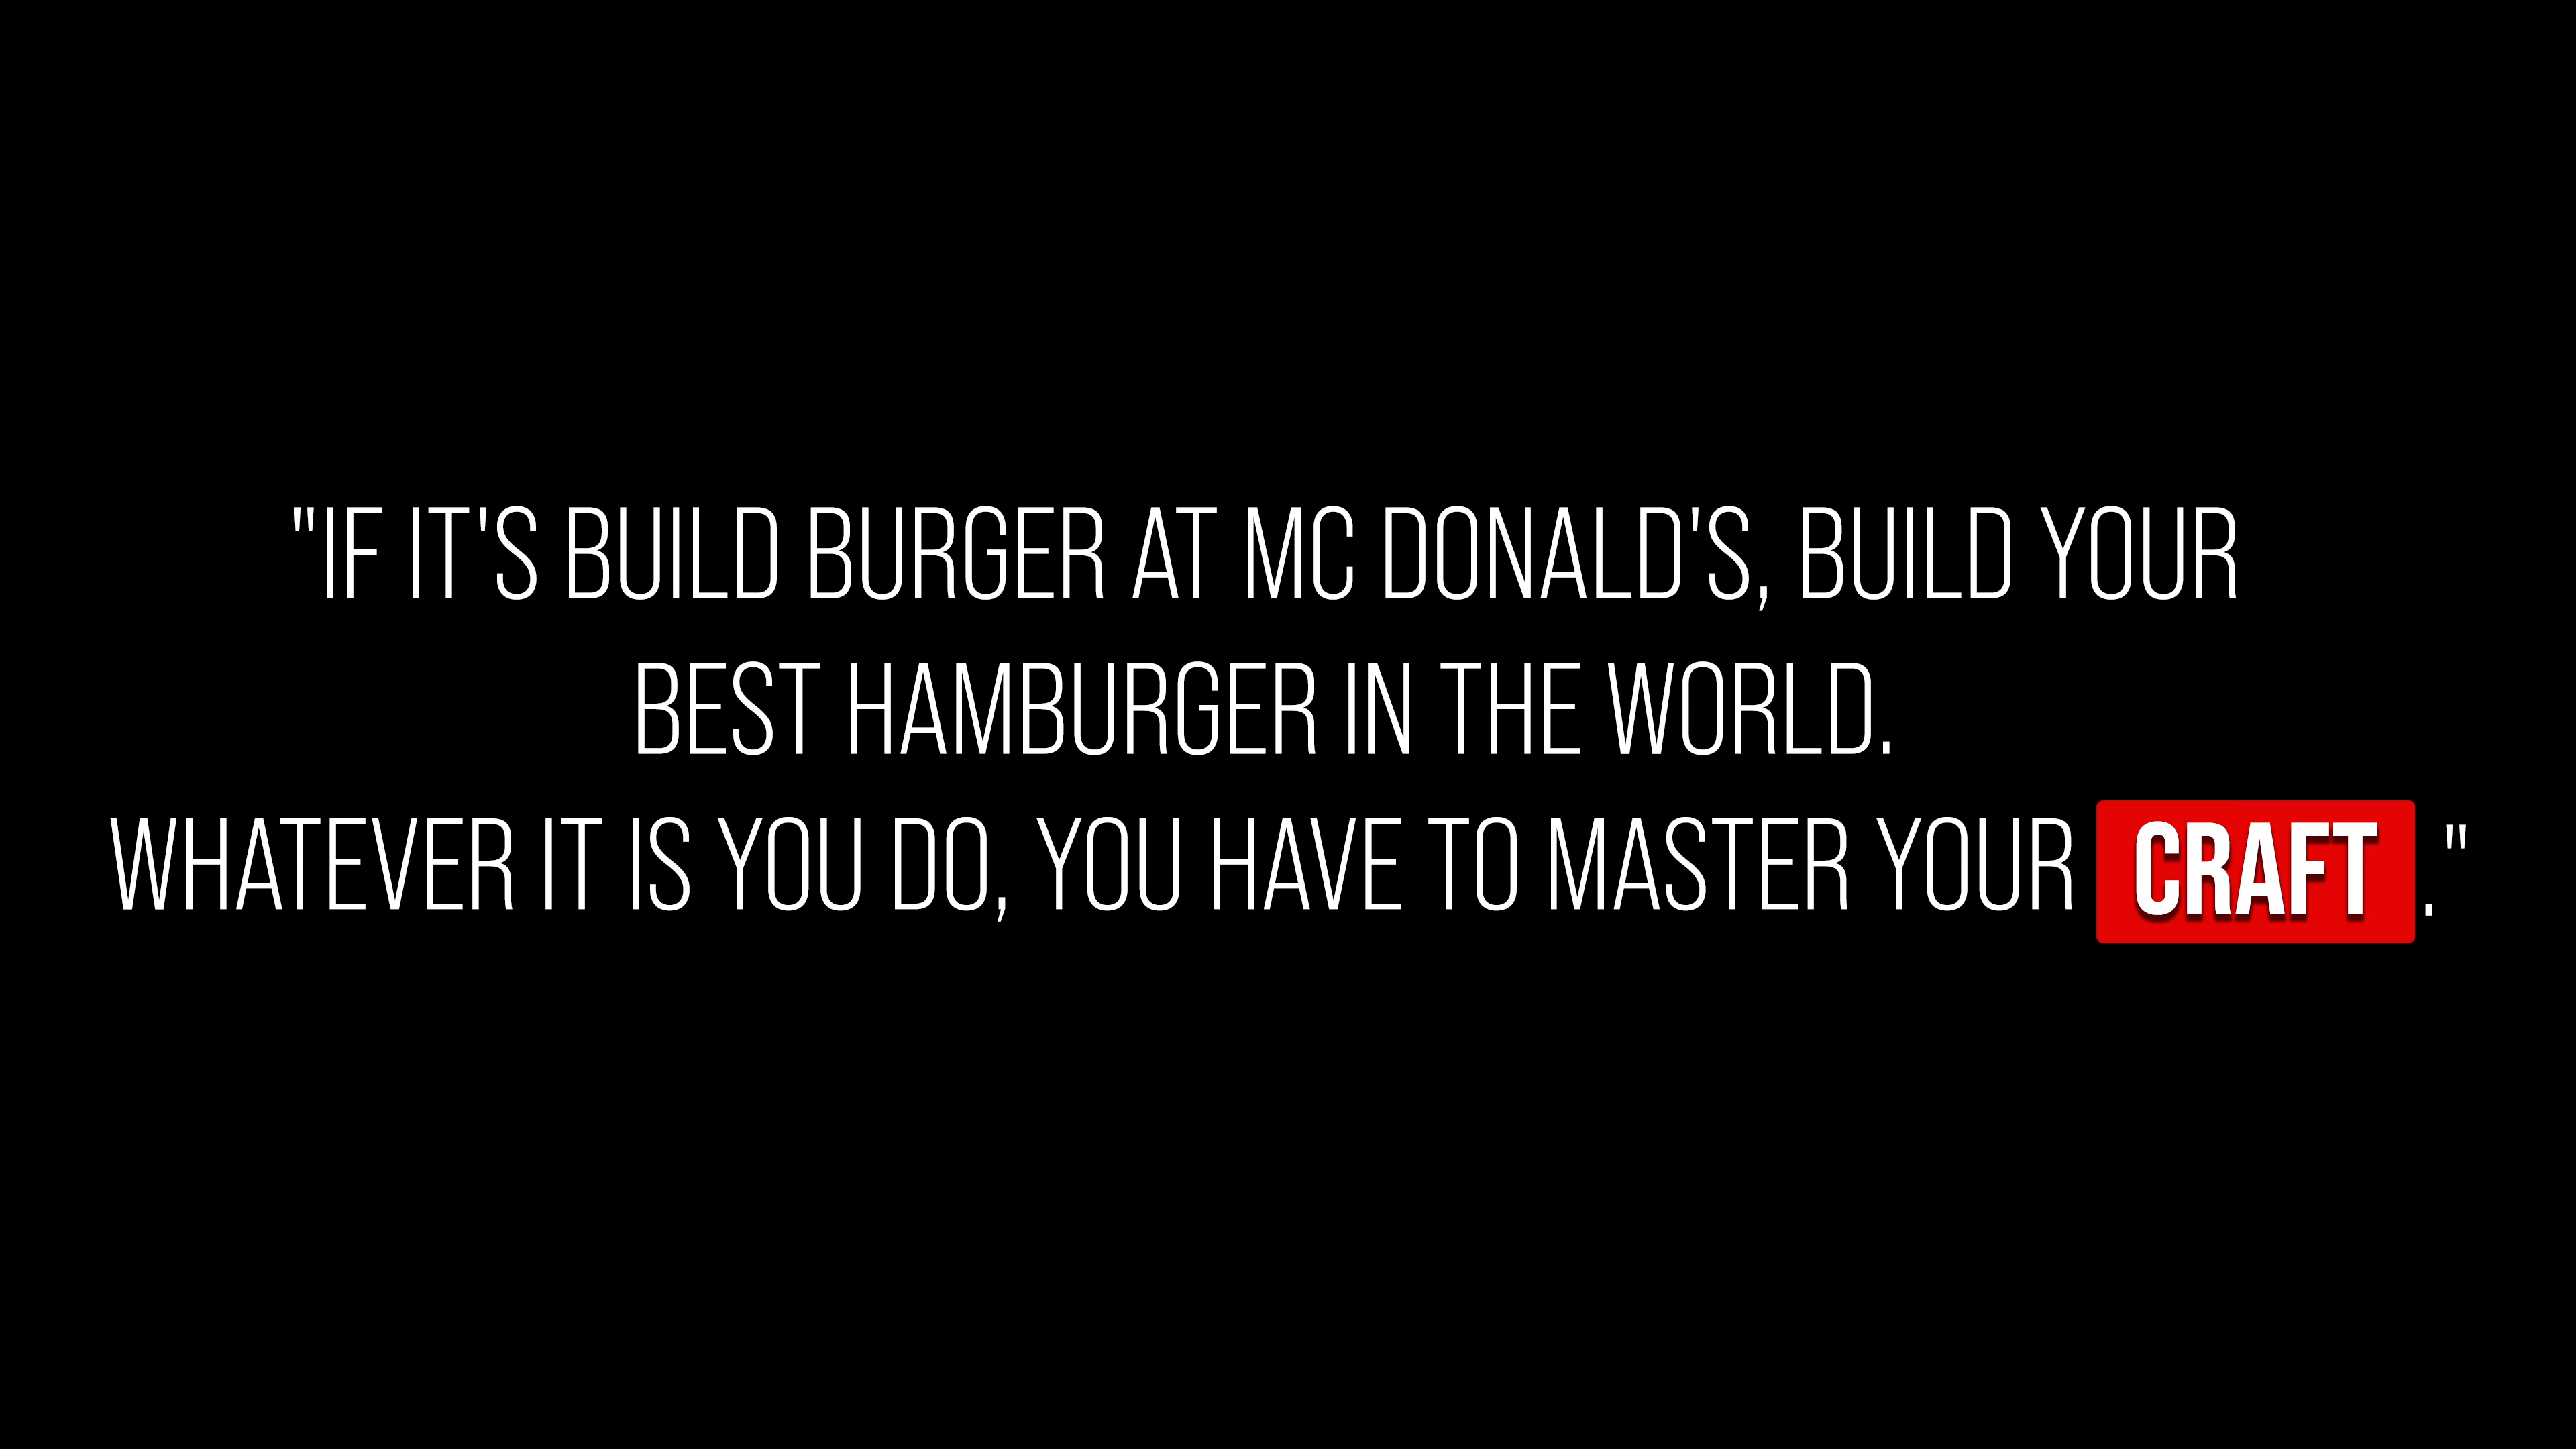 "IF IT'S BUILD BURGER AT MC DONALD'S, BUILD YOUR
BEST HAMBURGER IN THE WORLD.
WHATEVER IT IS YOU DO, YOU HAVE TO MASTER YOUR CRAFT."